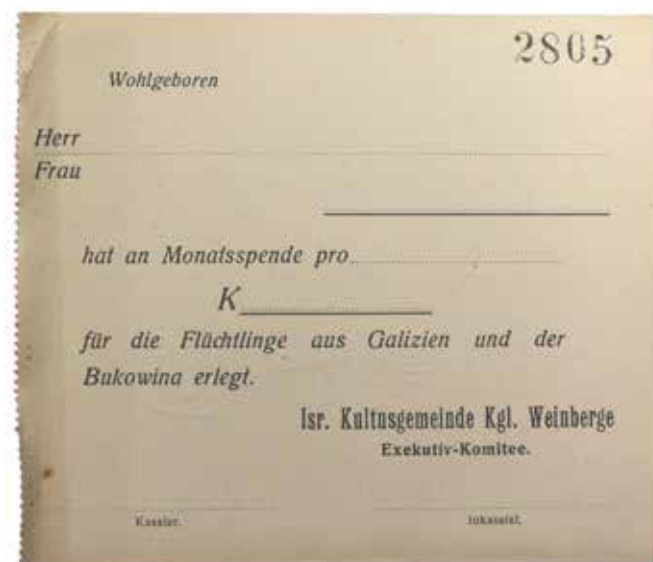 2805
Wohlgeboren
Herr
Frau
hat an Monatsspende pro
K
für die Flüchtlinge aus Galizien und der
Bukowina erlegt.
Isr. Kultusgemeinde Kgl. Weinberge
Exekutiv-Komitee.
Kassier. Inkassist.